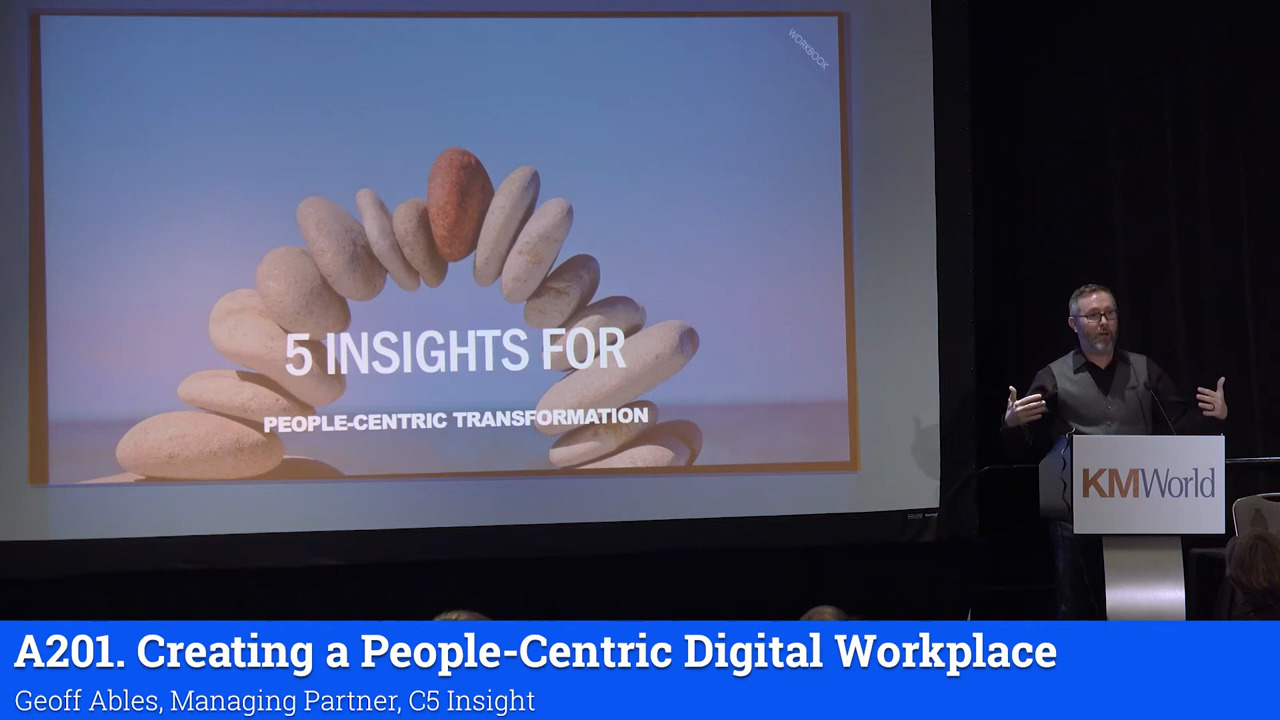 WORKBOOK
5 INSIGHTS FOR
PEOPLE-CENTRIC TRANSFORMATION
KMWorld
A201. Creating a People-Centric Digital Workplace
Geoff Ables, Managing Partner, C5 Insight